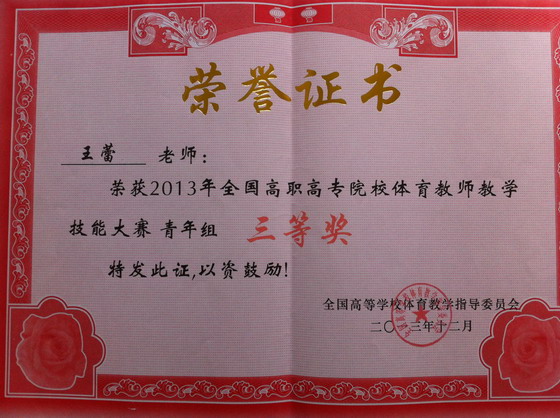 荣誉证书
王蕾 老师：
荣获2013年全国高职高专院校体育教师教学
技能大赛 青年组 三等奖
特发此证,以资鼓励!
全国高等学校体育教学指导委员会
二〇一三年十二月